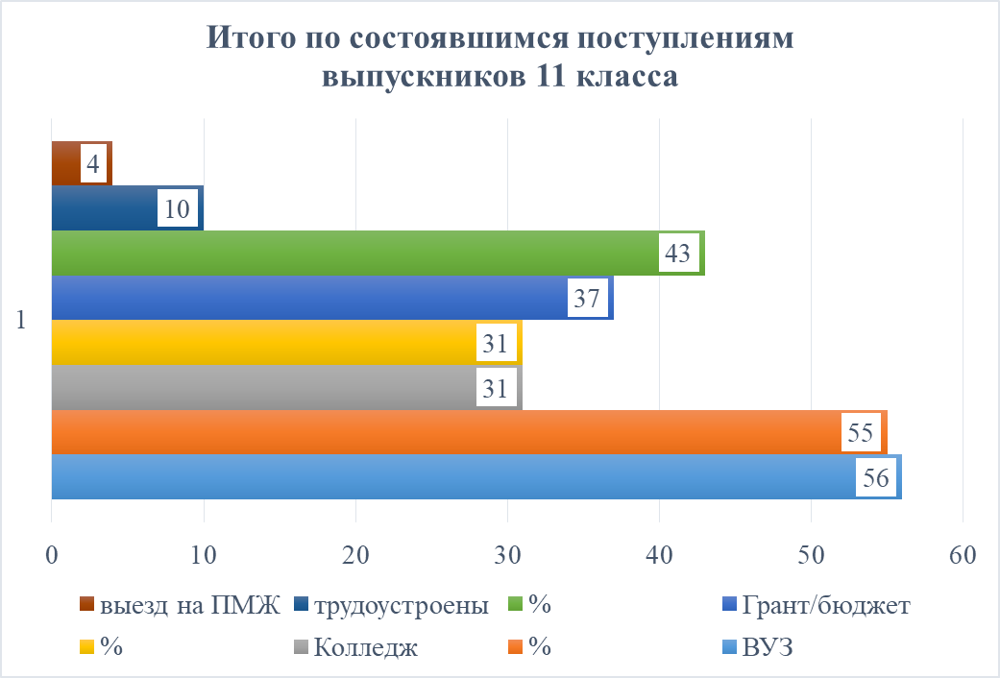 Итого по состоявшимся поступлениям
выпускников 11 класса
4
10
43
37
1
31
31
55
56
0 10 20 30 40 50 60
выезд на ПМЖ трудоустроены % Грант/бюджет
% Колледж % ВУЗ